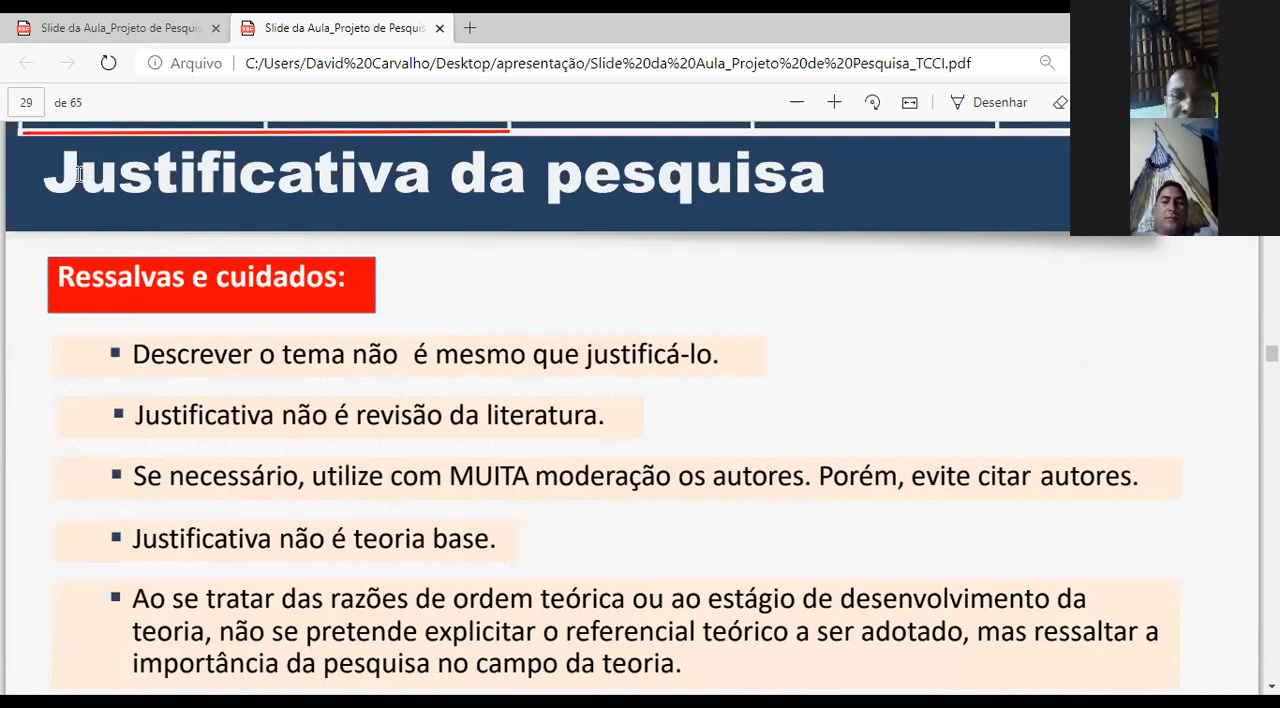 Slide da Aula_Projeto de Pesquis
Slide da Aula_Projeto de Pesquis
Arquivo
C:/Users/David%20Carvalho/Desktop/apresentação/Slide%20da%20Aula_Projeto%20de%20Pesquisa_TCCI.pdf
29 de 65
Desenhar
Justificativa da pesquisa
Ressalvas e cuidados:
▪ Descrever o tema não é mesmo que justificá-lo.
▪ Justificativa não é revisão da literatura.
▪ Se necessário, utilize com MUITA moderação os autores. Porém, evite citar autores.
▪ Justificativa não é teoria base.
▪ Ao se tratar das razões de ordem teórica ou ao estágio de desenvolvimento da
teoria, não se pretende explicitar o referencial teórico a ser adotado, mas ressaltar a
importância da pesquisa no campo da teoria.